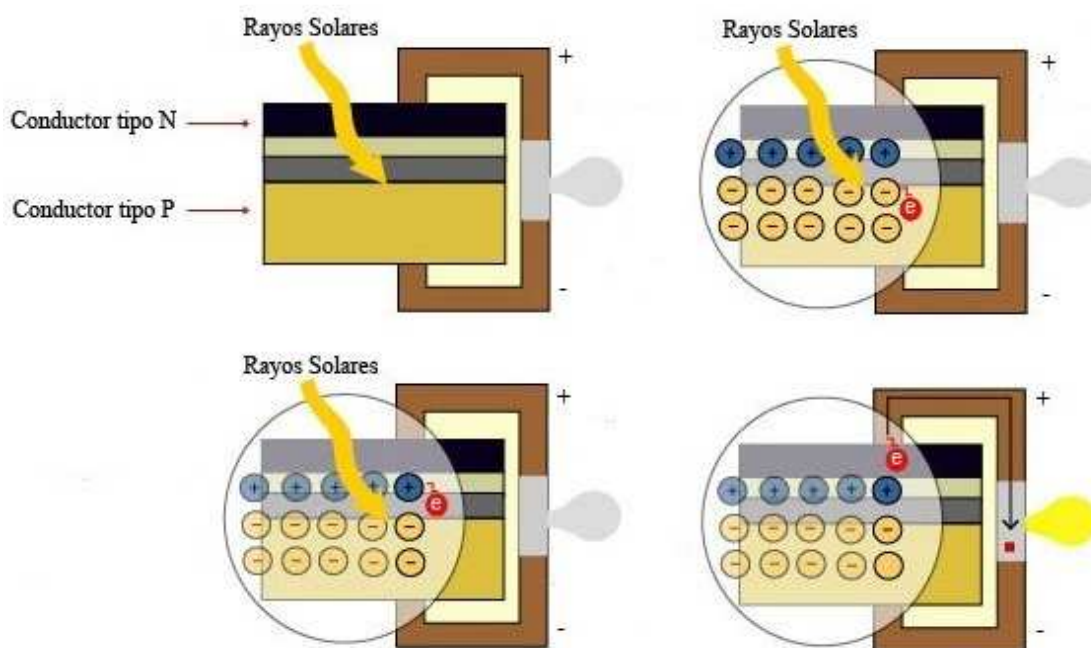 Rayos Solares
+
Conductor tipo N
Conductor tipo P
-
Rayos Solares
+
+ + + + +
- - - - -
e
- - - - -
-
Rayos Solares
+
+ + + + +
e
- - - - -
- - - - -
-
+
e
+ + + + +
- - - - -
- - - -
-